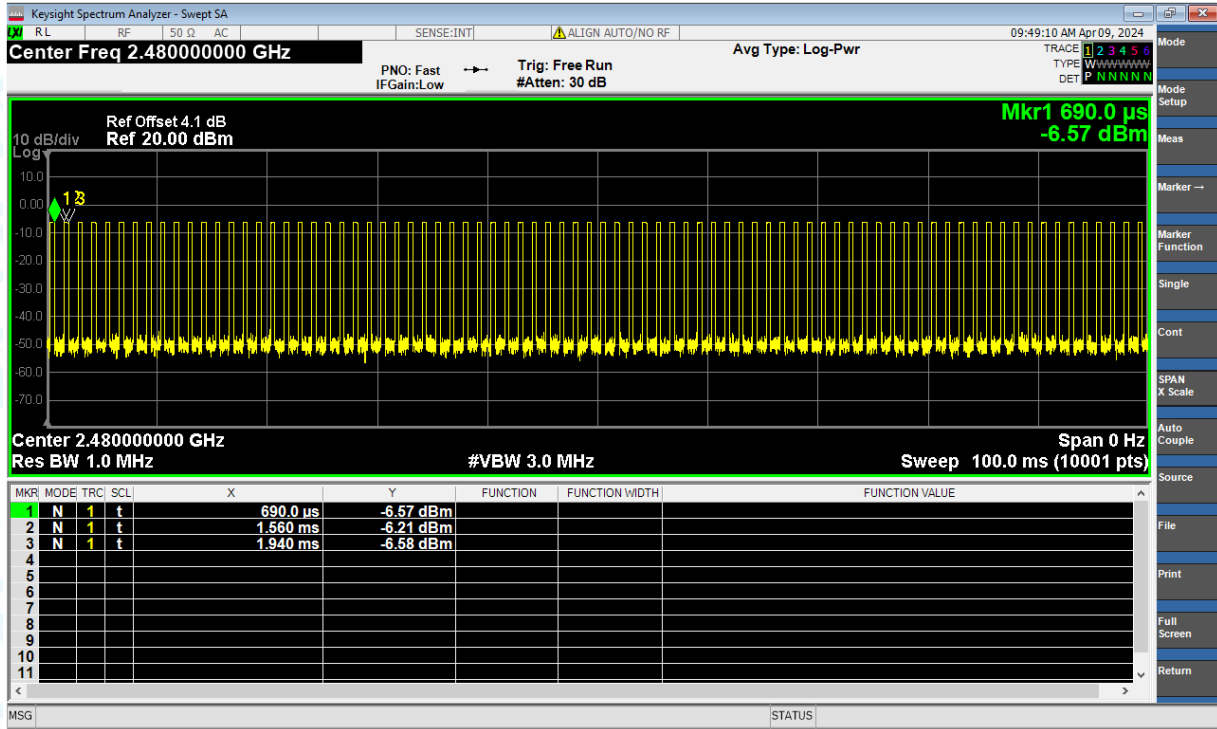 Keysight Spectrum Analyzer - Swept SA
LXI RL RF 50 Ω AC SENSE:INT ALIGN AUTO/NO RF 09:49:10 AM Apr 09, 2024
Center Freq 2.480000000 GHz
PNO: Fast
IFGain:Low
Trig: Free Run
#Atten: 30 dB
Avg Type: Log-Pwr
TRACE 1 2 3 4 5 6
TYPE WWWWWWW
DET P N N N N N
Mkr1 690.0 µs
-6.57 dBm
Ref Offset 4.1 dB
10 dB/div Ref 20.00 dBm
Log
10.0
0.00
-10.0
-20.0
-30.0
-40.0
-50.0
-60.0
-70.0
1 2 3
Center 2.480000000 GHz Span 0 Hz
Res BW 1.0 MHz #VBW 3.0 MHz Sweep 100.0 ms (10001 pts)
MKR MODE TRC SCL X Y FUNCTION FUNCTION WIDTH FUNCTION VALUE
1 N 1 t 690.0 µs -6.57 dBm
2 N 1 t 1.560 ms -6.21 dBm
3 N 1 t 1.940 ms -6.58 dBm
4
5
6
7
8
9
10
11
MSG STATUS
Mode
Mode
Setup
Meas
Marker→
Marker
Function
Single
Cont
SPAN
X Scale
Auto
Couple
Source
File
Print
Full
Screen
Return